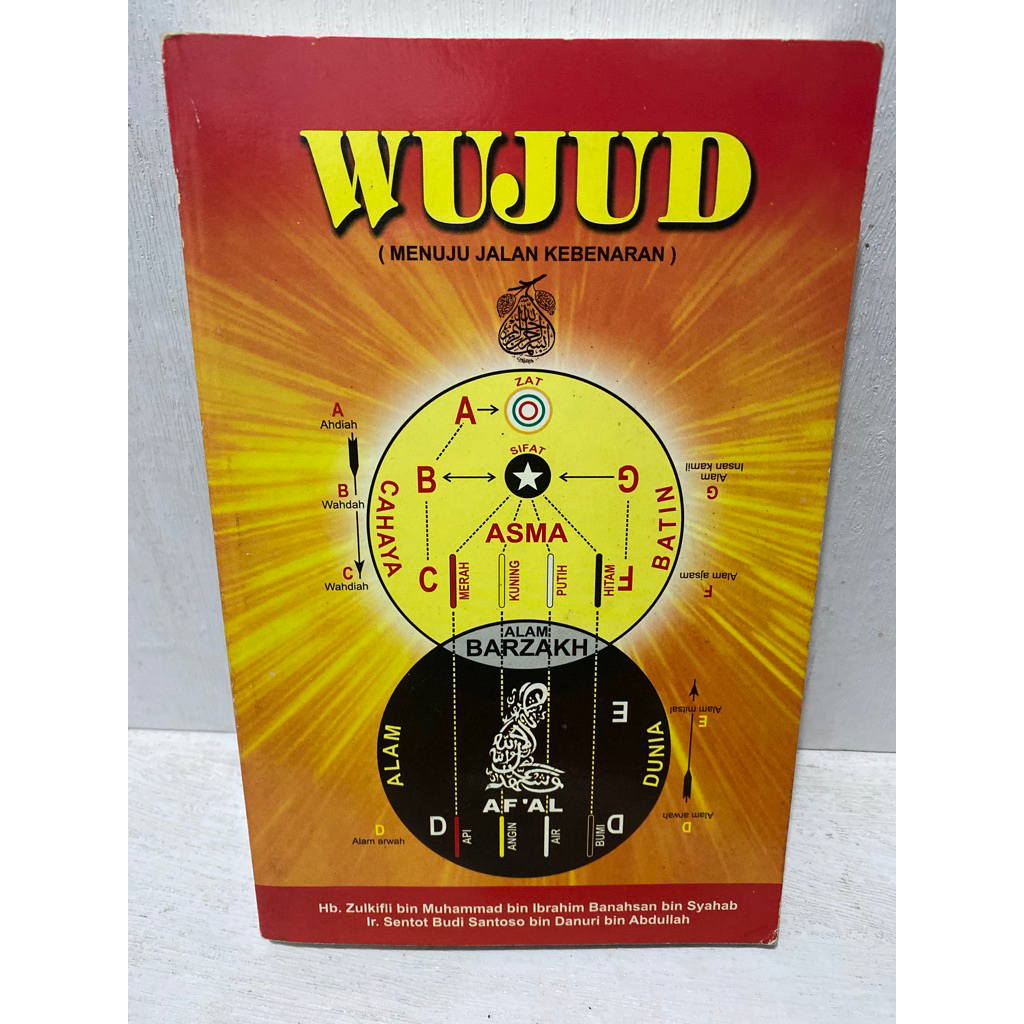 WUJUD
( MENUJU JALAN KEBENARAN )
ZAT
A
A
Ahdiah
SIFAT
B
G
B
Wahdah
Alam
Insan kamil
G
CAHAYA
BATIN
ASMA
C
MERAH
KUNING
PUTIH
HITAM
F
C
Wahdiah
Alam ajsam
F
ALAM
BARZAKH
E
Alam mitsal
E
ALAM
DUNIA
AF'AL
D
API
ANGIN
AIR
BUMI
D
D
Alam arwah
Alam arwah
D
Hb. Zulkifli bin Muhammad bin Ibrahim Banahsan bin Syahab
Ir. Sentot Budi Santoso bin Danuri bin Abdullah